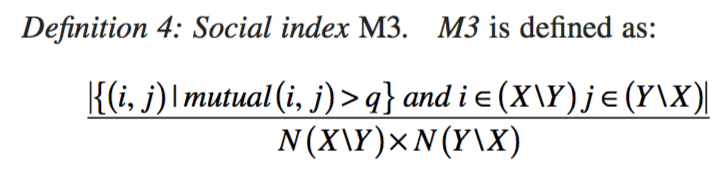 Definition 4: Social index M3. M3 is defined as:
|{(i, j)| mutual(i, j)>q} and i ∈ (X\Y) j ∈ (Y\X)|
N(X\Y)×N(Y\X)